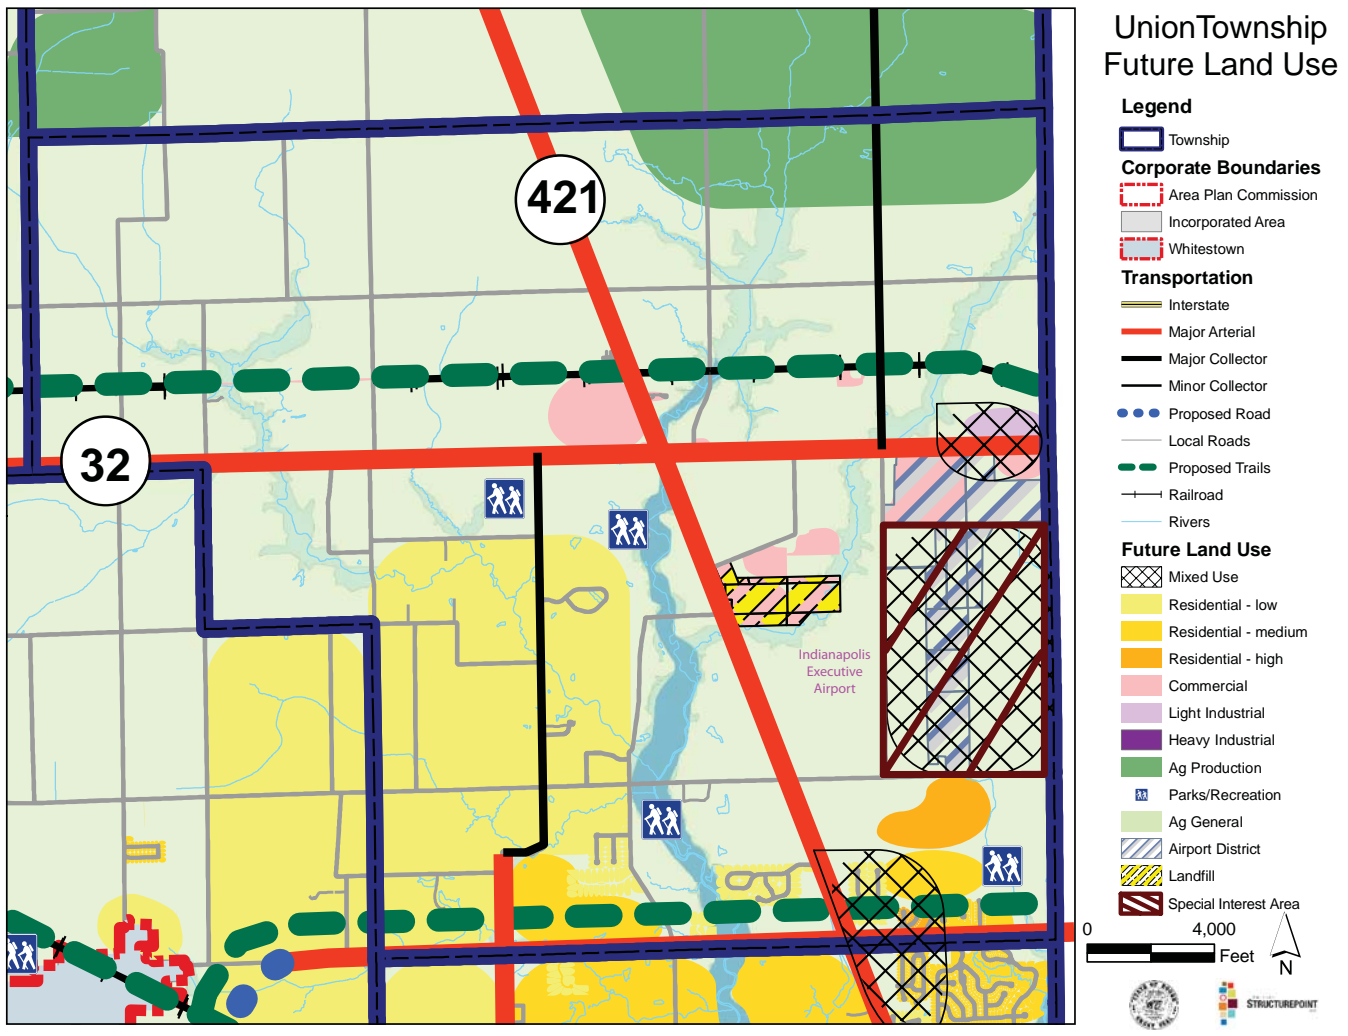 UnionTownship
Future Land Use
Legend
Township
Corporate Boundaries
Area Plan Commission
Incorporated Area
Whitestown
Transportation
Interstate
Major Arterial
Major Collector
Minor Collector
Proposed Road
Local Roads
Proposed Trails
Railroad
Rivers
Future Land Use
Mixed Use
Residential - low
Residential - medium
Residential - high
Commercial
Light Industrial
Heavy Industrial
Ag Production
Parks/Recreation
Ag General
Airport District
Landfill
Special Interest Area
0 4,000
Feet
N
STRUCTUREPOINT
421
32
Indianapolis
Executive
Airport